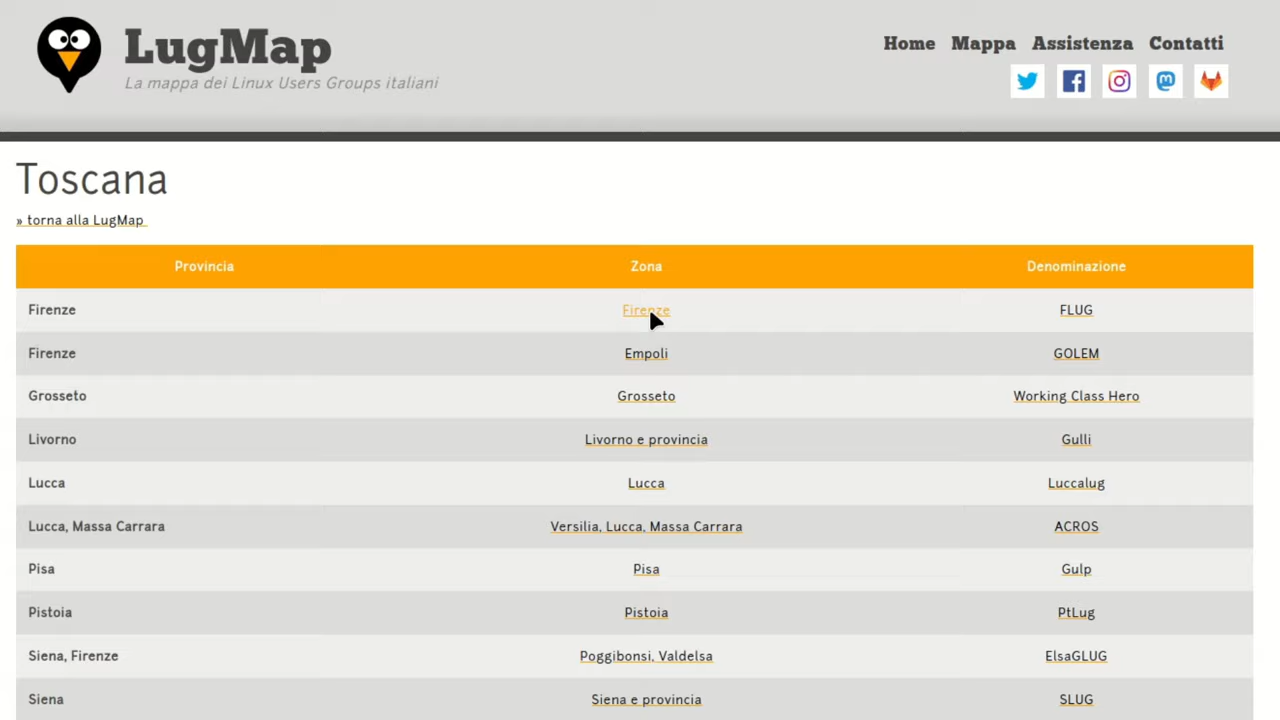 LugMap
La mappa dei Linux Users Groups italiani
Home Mappa Assistenza Contatti
Toscana
» torna alla LugMap
Provincia Zona Denominazione
Firenze Firenze FLUG
Firenze Empoli GOLEM
Grosseto Grosseto Working Class Hero
Livorno Livorno e provincia Gulli
Lucca Lucca Luccalug
Lucca, Massa Carrara Versilia, Lucca, Massa Carrara ACROS
Pisa Pisa Gulp
Pistoia Pistoia PtLug
Siena, Firenze Poggibonsi, Valdelsa ElsaGLUG
Siena Siena e provincia SLUG